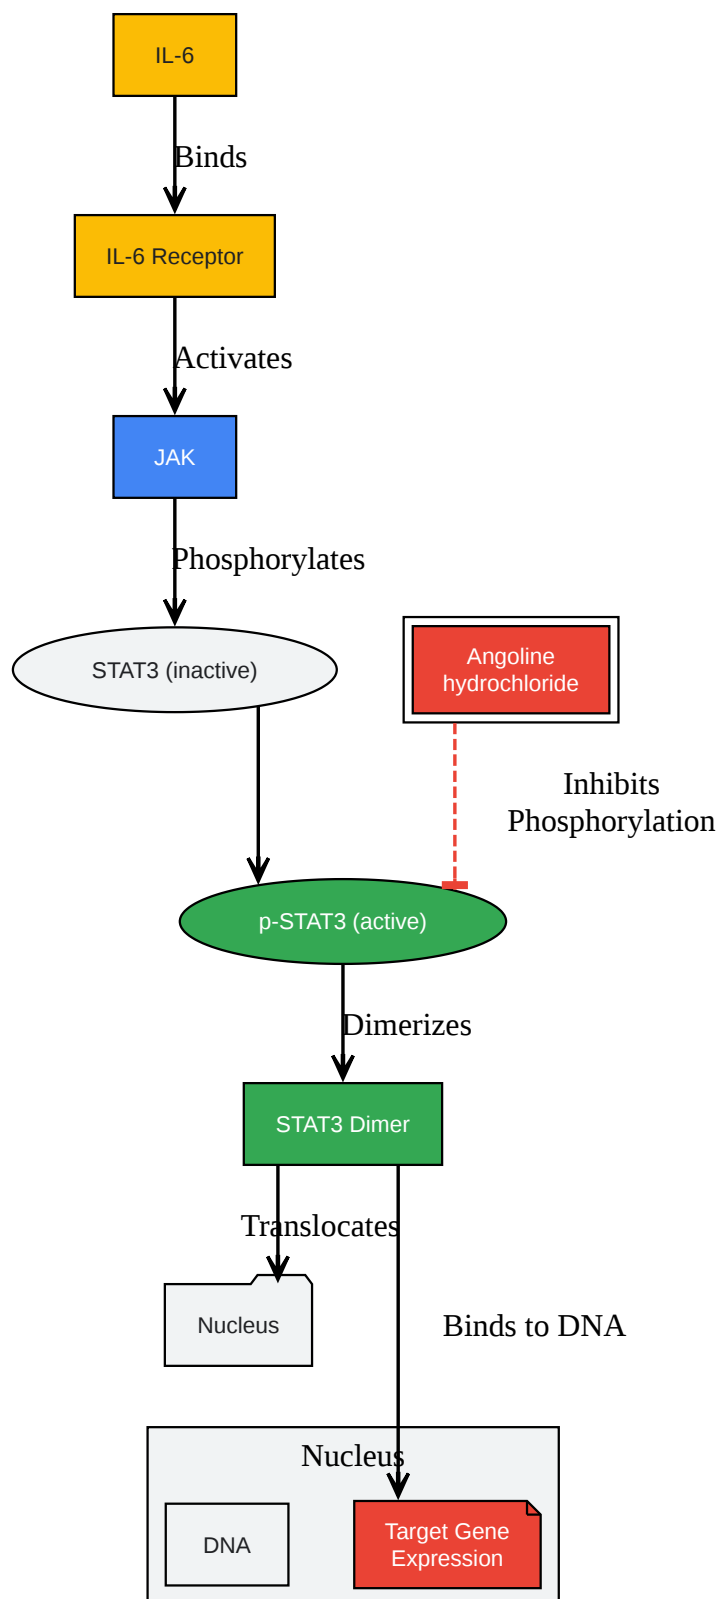 IL-6
Binds
IL-6 Receptor
Activates
JAK
Phosphorylates
STAT3 (inactive)
Angoline
hydrochloride
Inhibits
Phosphorylation
p-STAT3 (active)
Dimerizes
STAT3 Dimer
Translocates
Nucleus
Binds to DNA
Nucleus
DNA
Target Gene
Expression